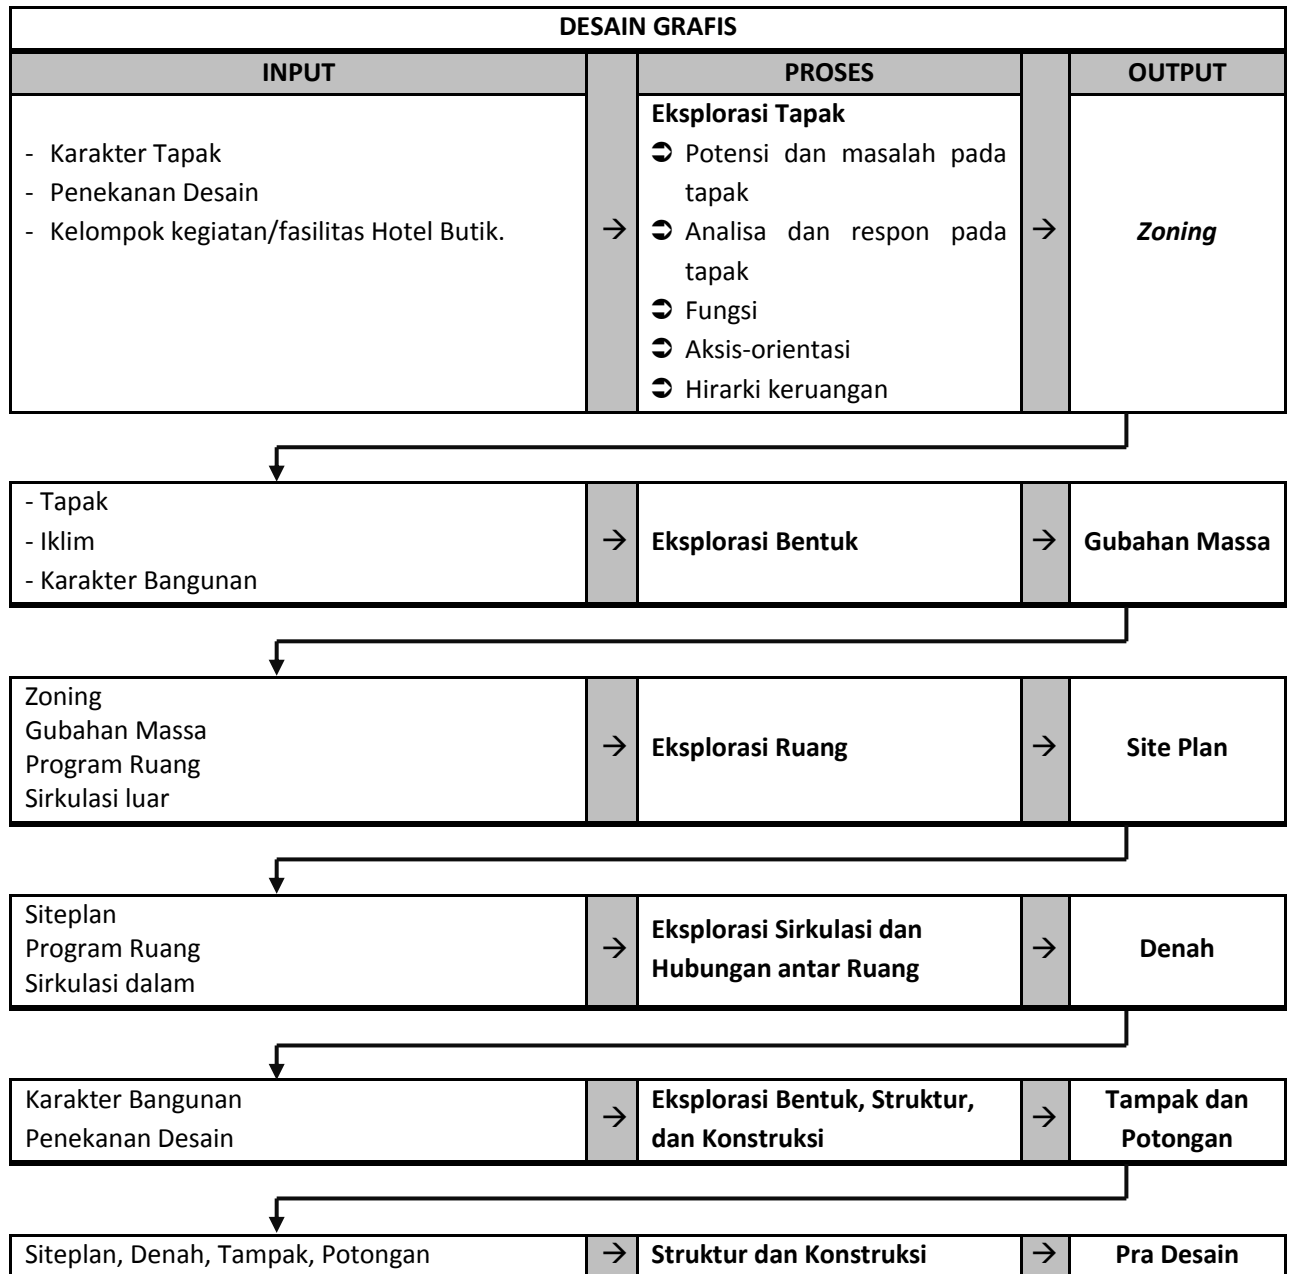 DESAIN GRAFIS
INPUT
PROSES
OUTPUT
- Karakter Tapak
- Penekanan Desain
- Kelompok kegiatan/fasilitas Hotel Butik.
→
Eksplorasi Tapak
➲ Potensi dan masalah pada
tapak
➲ Analisa dan respon pada
tapak
➲ Fungsi
➲ Aksis-orientasi
➲ Hirarki keruangan
→
Zoning
- Tapak
- Iklim
- Karakter Bangunan
→
Eksplorasi Bentuk
→
Gubahan Massa
Zoning
Gubahan Massa
Program Ruang
Sirkulasi luar
→
Eksplorasi Ruang
→
Site Plan
Siteplan
Program Ruang
Sirkulasi dalam
→
Eksplorasi Sirkulasi dan
Hubungan antar Ruang
→
Denah
Karakter Bangunan
Penekanan Desain
→
Eksplorasi Bentuk, Struktur,
dan Konstruksi
→
Tampak dan
Potongan
Siteplan, Denah, Tampak, Potongan
→
Struktur dan Konstruksi
→
Pra Desain